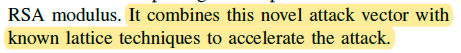 RSA modulus. It combines this novel attack vector with
known lattice techniques to accelerate the attack.